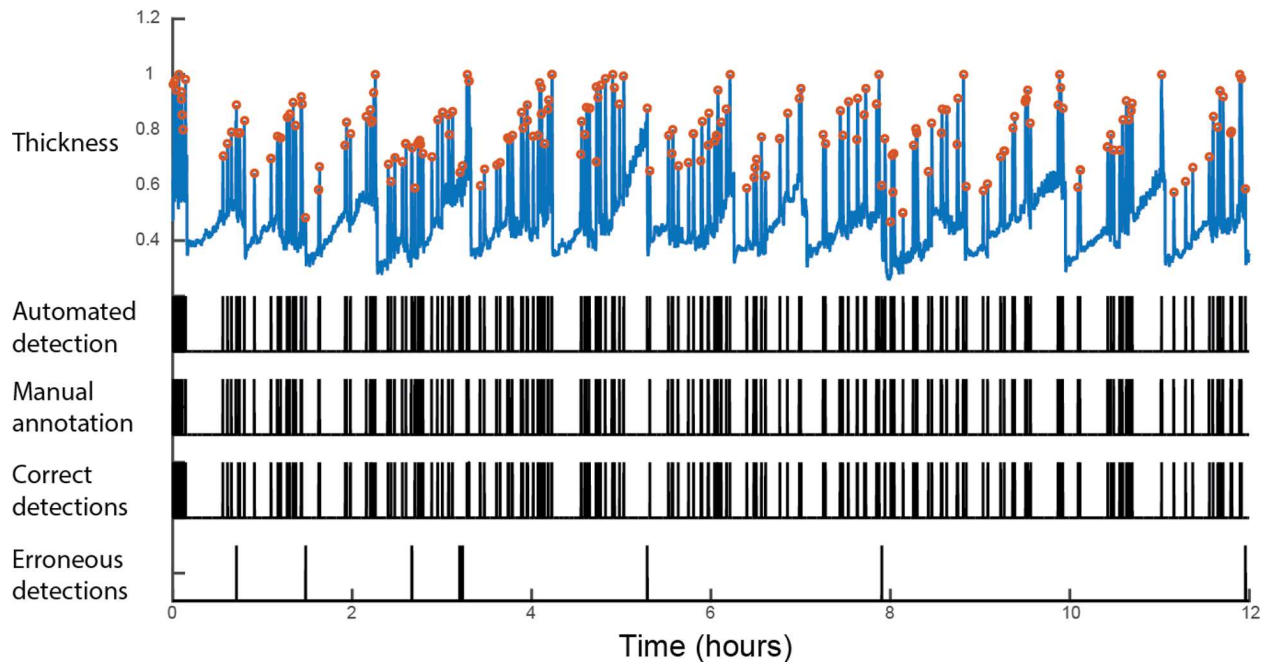 1.2
1
Thickness
0.8
0.6
0.4
Automated
detection
Manual
annotation
Correct
detections
Erroneous
detections
0 2 4 6 8 10 12
Time (hours)